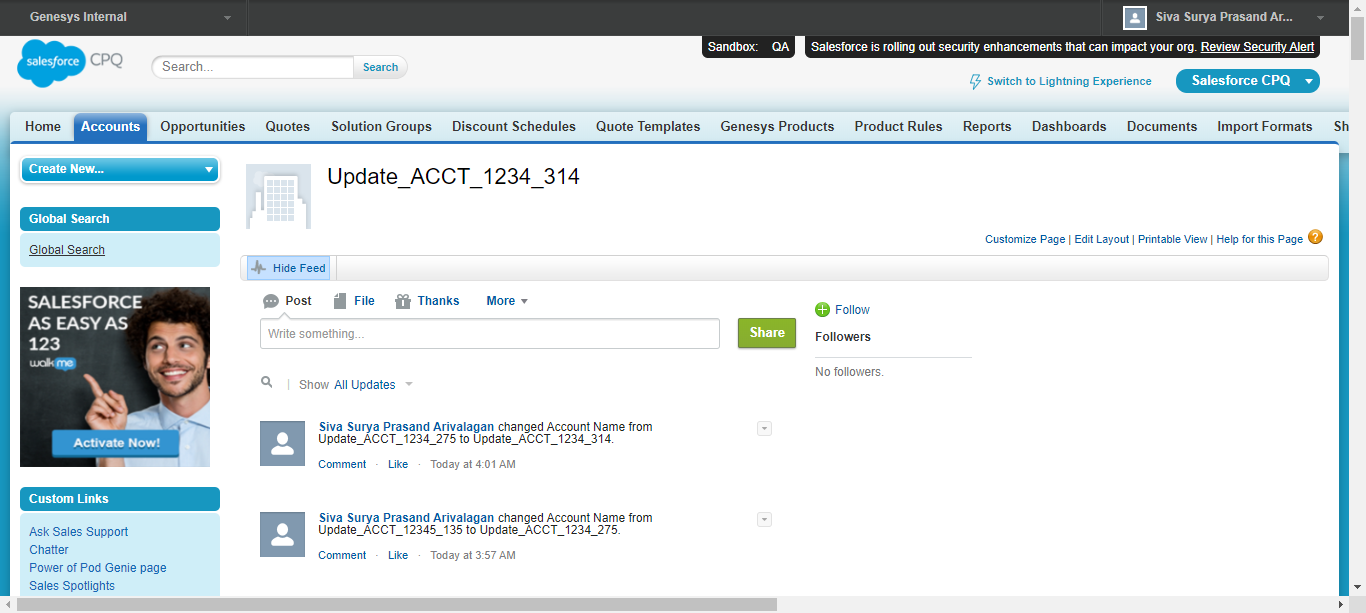 Genesys Internal
Siva Surya Prasand Ar...
Sandbox: QA
Salesforce is rolling out security enhancements that can impact your org. Review Security Alert
salesforce CPQ
Search...
Search
Switch to Lightning Experience
Salesforce CPQ
Home Accounts Opportunities Quotes Solution Groups Discount Schedules Quote Templates Genesys Products Product Rules Reports Dashboards Documents Import Formats Sh
Create New...
Update_ACCT_1234_314
Global Search
Global Search
Customize Page | Edit Layout | Printable View | Help for this Page ?
Hide Feed
SALESFORCE
AS EASY AS
123
walkme
Activate Now!
Post File Thanks More
Write something...
Share
Follow
Followers
No followers.
Show All Updates
Siva Surya Prasand Arivalagan changed Account Name from
Update_ACCT_1234_275 to Update_ACCT_1234_314.
Comment · Like · Today at 4:01 AM
Siva Surya Prasand Arivalagan changed Account Name from
Update_ACCT_12345_135 to Update_ACCT_1234_275.
Comment · Like · Today at 3:57 AM
Custom Links
Ask Sales Support
Chatter
Power of Pod Genie page
Sales Spotlights